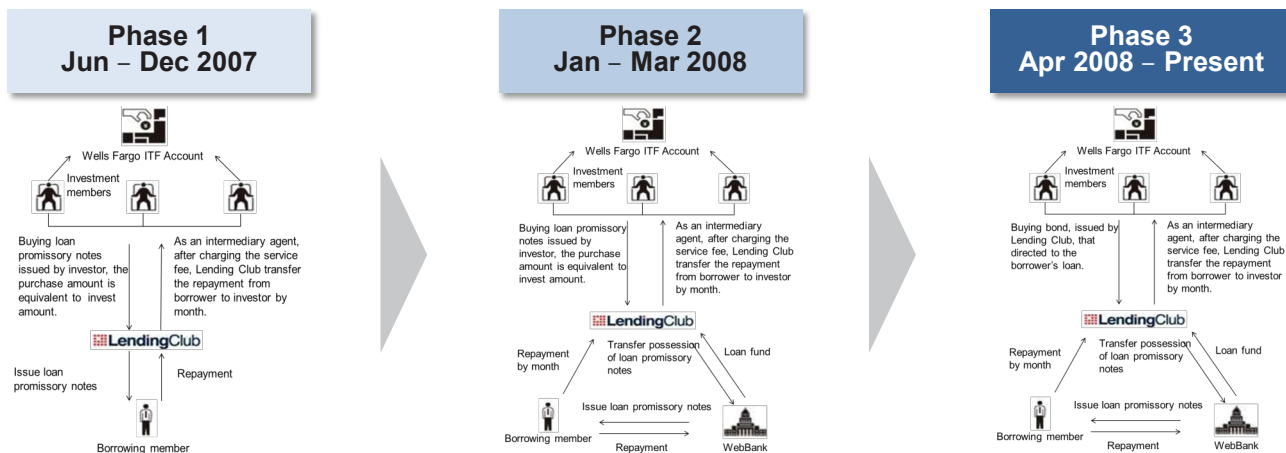 Phase 1
Jun – Dec 2007
Wells Fargo ITF Account
Investment
members
Buying loan
promissory notes
issued by investor, the
purchase amount is
equivalent to invest
amount.
As an intermediary agent,
after charging the service
fee, Lending Club transfer
the repayment from
borrower to investor by
month.
LendingClub
Issue loan
promissory notes
Repayment
Borrowing member
Phase 2
Jan – Mar 2008
Wells Fargo ITF Account
Investment
members
Buying loan promissory
notes issued by
investor, the purchase
amount is equivalent to
invest amount.
As an intermediary
agent, after charging the
service fee, Lending Club
transfer the repayment
from borrower to investor
by month.
LendingClub
Repayment
by month
Transfer possession
of loan promissory
notes
Loan fund
Issue loan promissory notes
Borrowing member
Repayment
WebBank
Phase 3
Apr 2008 – Present
Wells Fargo ITF Account
Investment
members
Buying bond, issued by
Lending Club, that
directed to the
borrower's loan.
As an intermediary
agent, after charging the
service fee, Lending Club
transfer the repayment
from borrower to investor
by month.
LendingClub
Repayment
by month
Transfer possession
of loan promissory
notes
Loan fund
Issue loan promissory notes
Borrowing member
Repayment
WebBank